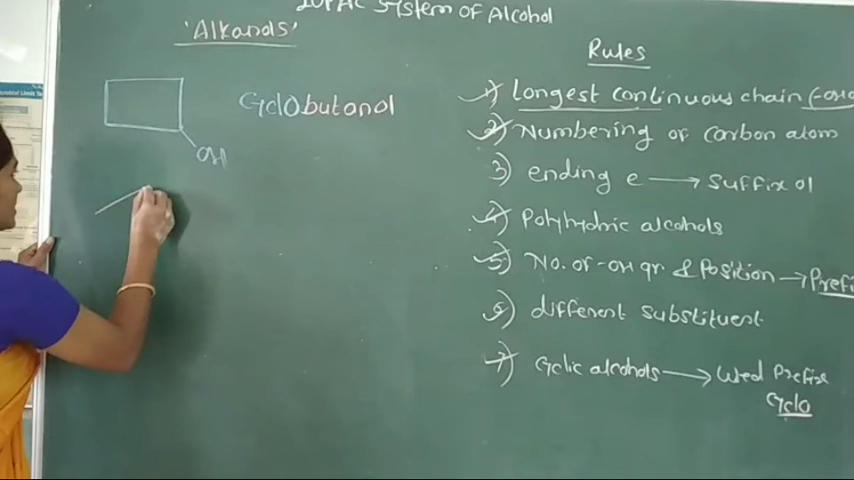 IUPAC System OF Alcohol
'Alkanols'
Cyclobutanol
OH
Rules
1) Longest continuous chain
2) Numbering of carbon atom
3) ending e → suffix ol
4) Polyhydric alcohols
5) No. of -OH gr. & Position → Prefi
6) different substituent
7) Cyclic alcohols → Used Prefix
Cyclo